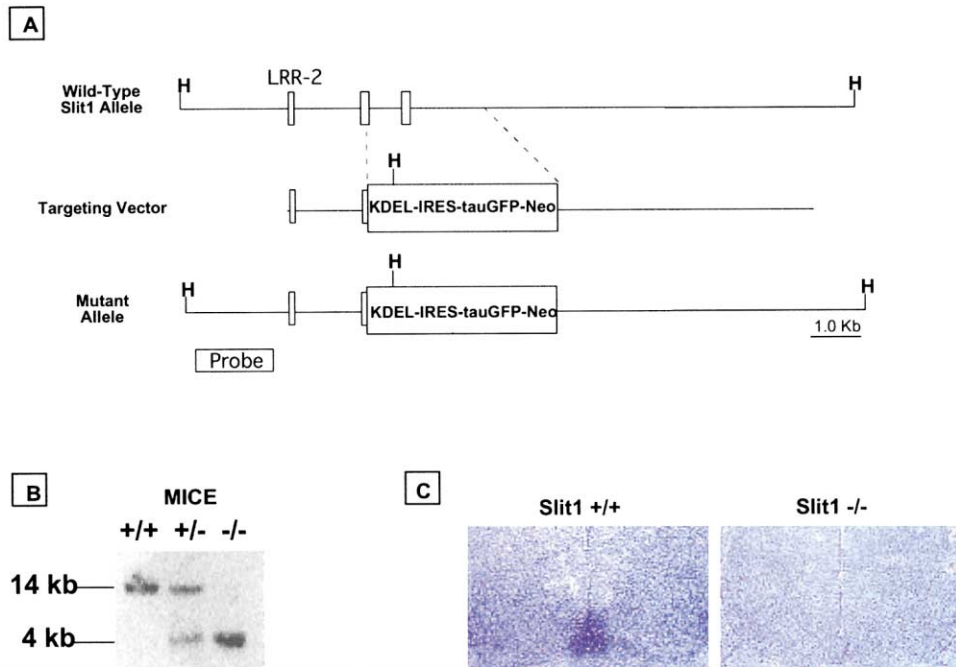 A
Wild-Type
Slit1 Allele
H
LRR-2
H
Targeting Vector
H
KDEL-IRES-tauGFP-Neo
Mutant
Allele
H
H
KDEL-IRES-tauGFP-Neo
H
1.0 Kb
Probe
B
MICE
+/+ +/- -/-
14 kb
4 kb
C
Slit1 +/+
Slit1 -/-